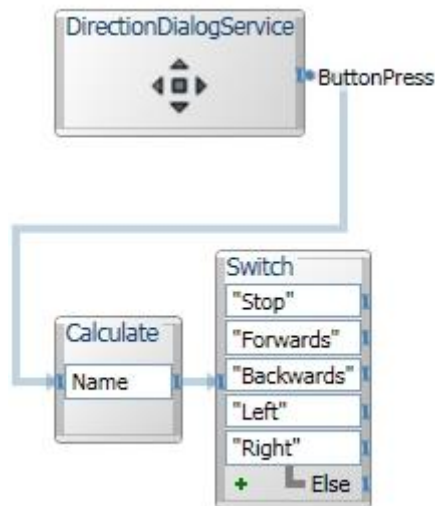 DirectionDialogService
ButtonPress
Switch
"Stop"
"Forwards"
Calculate
Name
"Backwards"
"Left"
"Right"
+ Else